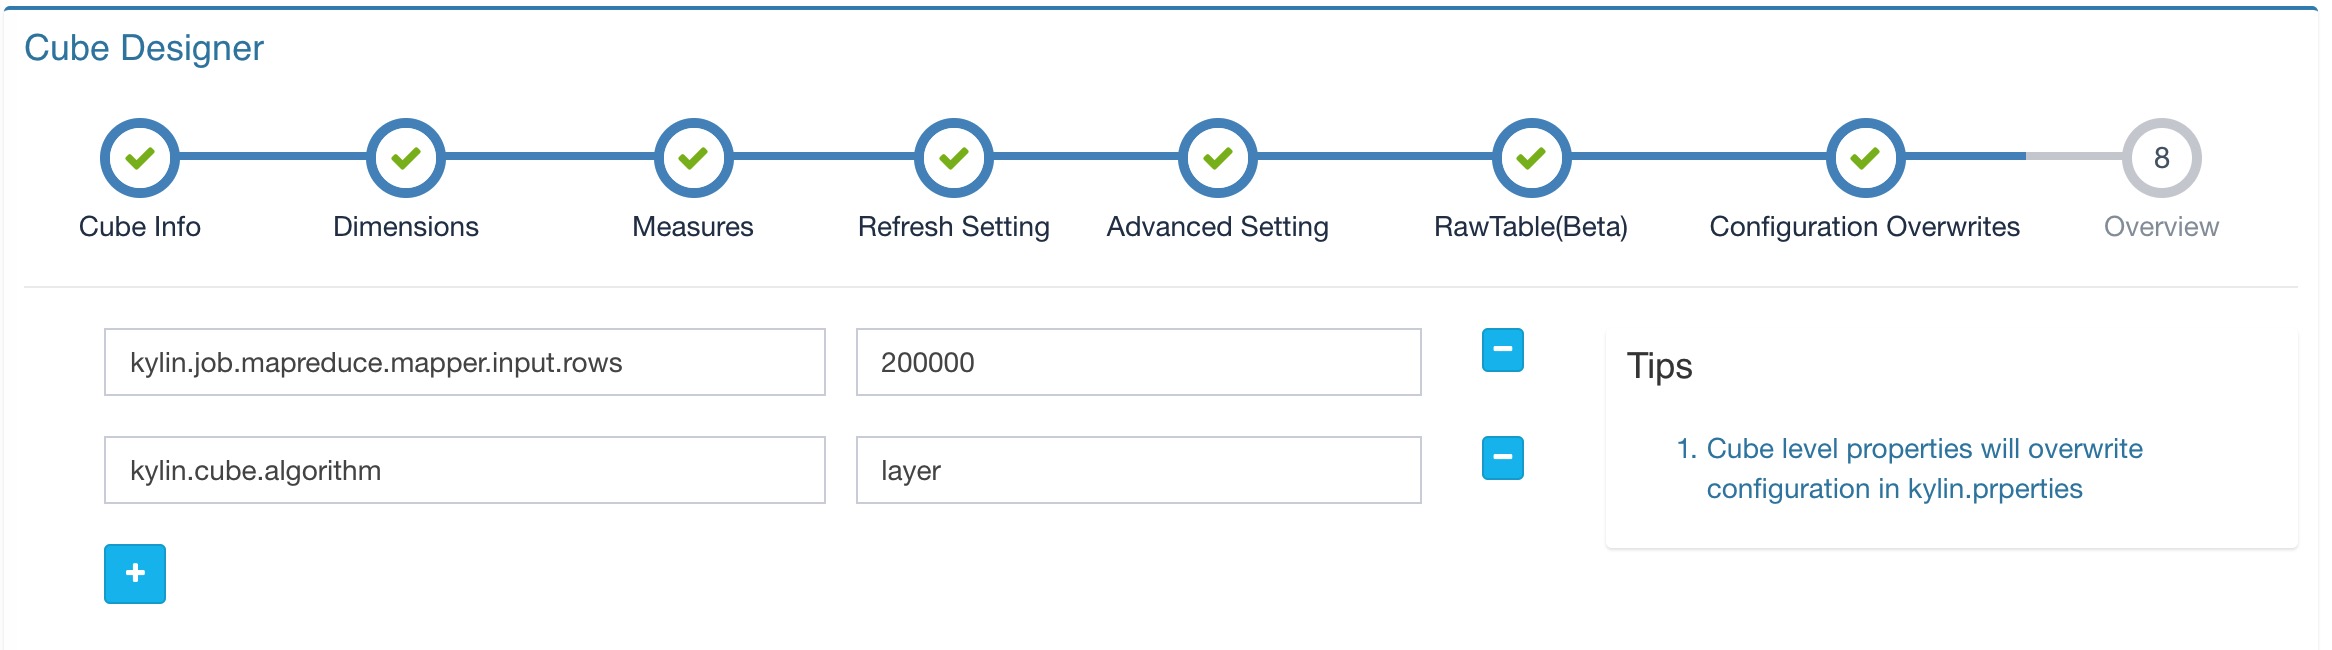 Cube Designer
8
Cube Info Dimensions Measures Refresh Setting Advanced Setting RawTable(Beta) Configuration Overwrites Overview
kylin.job.mapreduce.mapper.input.rows 200000
kylin.cube.algorithm layer
Tips
1. Cube level properties will overwrite
configuration in kylin.prperties